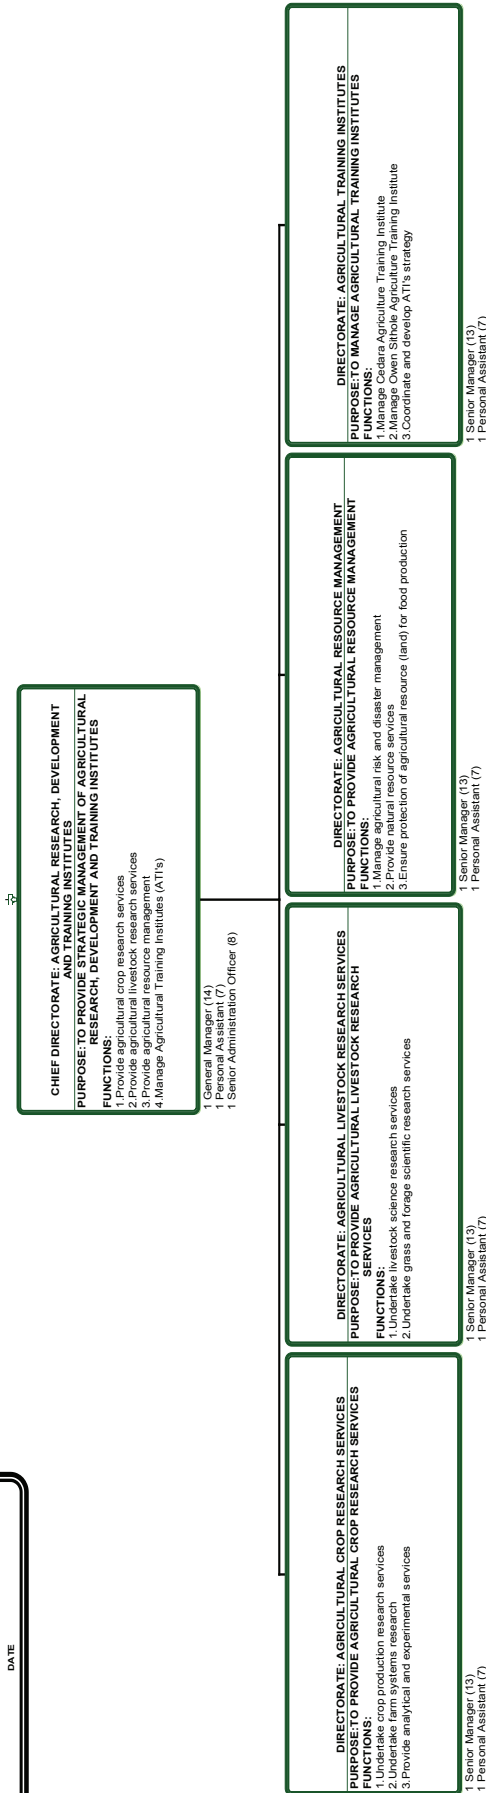 DATE
CHIEF DIRECTORATE: AGRICULTURAL RESEARCH, DEVELOPMENT
AND TRAINING INSTITUTES
PURPOSE:TO PROVIDE STRATEGIC MANAGEMENT OF AGRICULTURAL
RESEARCH, DEVELOPMENT AND TRAINING INSTITUTES
FUNCTIONS:
1.Provide agricultural crop research services
2.Provide agricultural livestock research services
3.Provide agricultural resource management
4.Manage Agricultural Training Institutes (ATI's)
1 General Manager (14)
1 Personal Assistant (7)
1 Senior Administration Officer (8)
DIRECTORATE: AGRICULTURAL CROP RESEARCH SERVICES
PURPOSE:TO PROVIDE AGRICULTURAL CROP RESEARCH SERVICES
FUNCTIONS:
1.Undertake crop production research services
2.Undertake farm systems research
3.Provide analytical and experimental services
1 Senior Manager (13)
1 Personal Assistant (7)
DIRECTORATE: AGRICULTURAL LIVESTOCK RESEARCH SERVICES
PURPOSE:TO PROVIDE AGRICULTURAL LIVESTOCK RESEARCH
SERVICES
FUNCTIONS:
1.Undertake livestock science research services
2.Undertake grass and forage scientific research services
1 Senior Manager (13)
1 Personal Assistant (7)
DIRECTORATE: AGRICULTURAL RESOURCE MANAGEMENT
PURPOSE: TO PROVIDE AGRICULTURAL RESOURCE MANAGEMENT
FUNCTIONS:
1.Manage agricultural risk and disaster management
2.Provide natural resource services
3.Ensure protection of agricultural resource (land) for food production
1 Senior Manager (13)
1 Personal Assistant (7)
DIRECTORATE: AGRICULTURAL TRAINING INSTITUTES
PURPOSE:TO MANAGE AGRICULTURAL TRAINING INSTITUTES
FUNCTIONS:
1.Manage Cedara Agriculture Training Institute
2.Manage Owen Sithole Agriculture Training Institute
3.Coordinate and develop ATI's strategy
1 Senior Manager (13)
1 Personal Assistant (7)